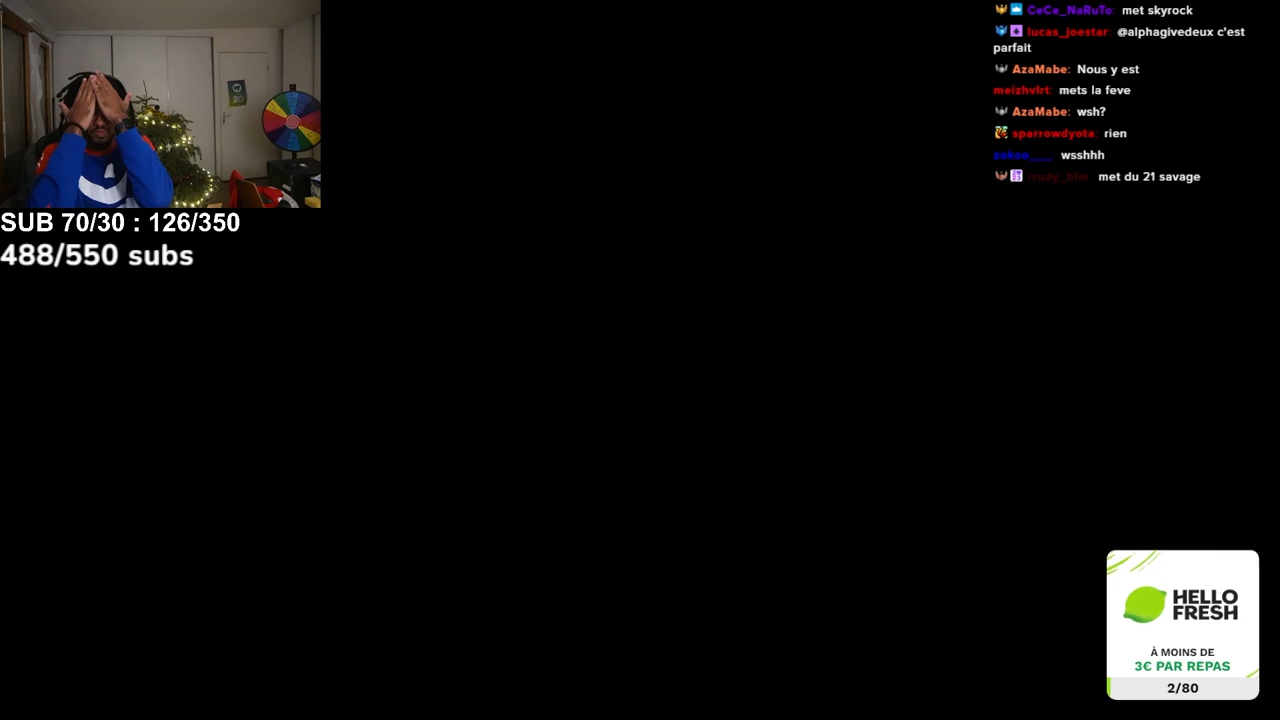 CeCe_NaRuTo: met skyrock
lucas_joestar: @alphagivedeux c'est
parfait
AzaMabe: Nous y est
meizhvlrt: mets la feve
AzaMabe: wsh?
sparrowdyota: rien
wsshhh
met du 21 savage
20
SUB 70/30 : 126/350
488/550 subs
HELLO
FRESH
À MOINS DE
3€ PAR REPAS
2/80